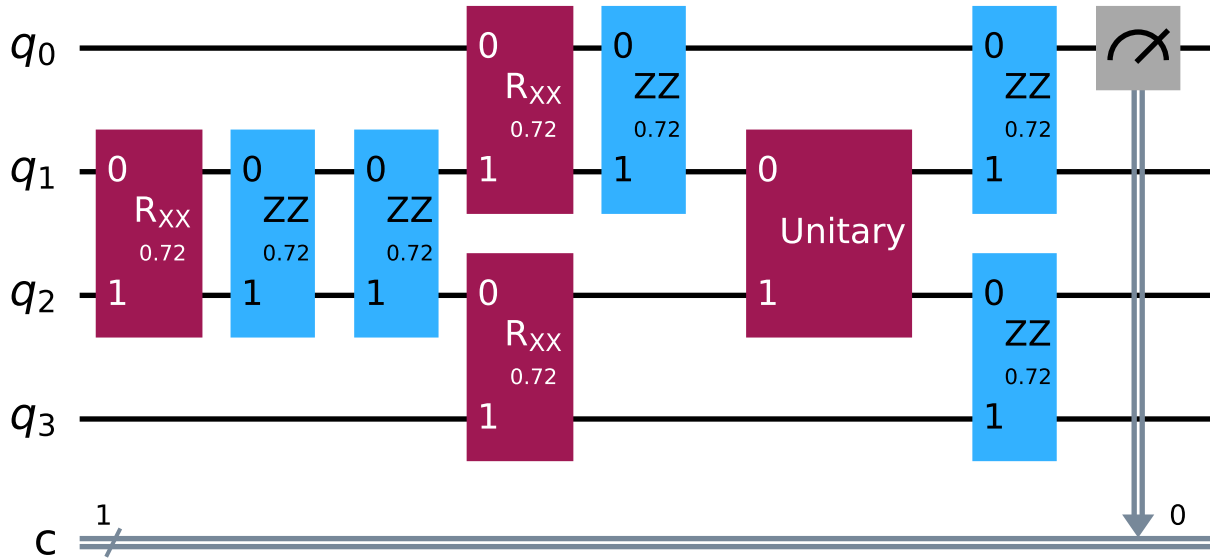 q0 0 0 0
RXX ZZ ZZ
0.72 0.72 0.72
q1 0 0 0 1 1 0 1
RXX ZZ ZZ Unitary
0.72 0.72 0.72
q2 1 1 1 0 1 0
RXX ZZ
0.72 0.72
q3 1 1
1 0
c